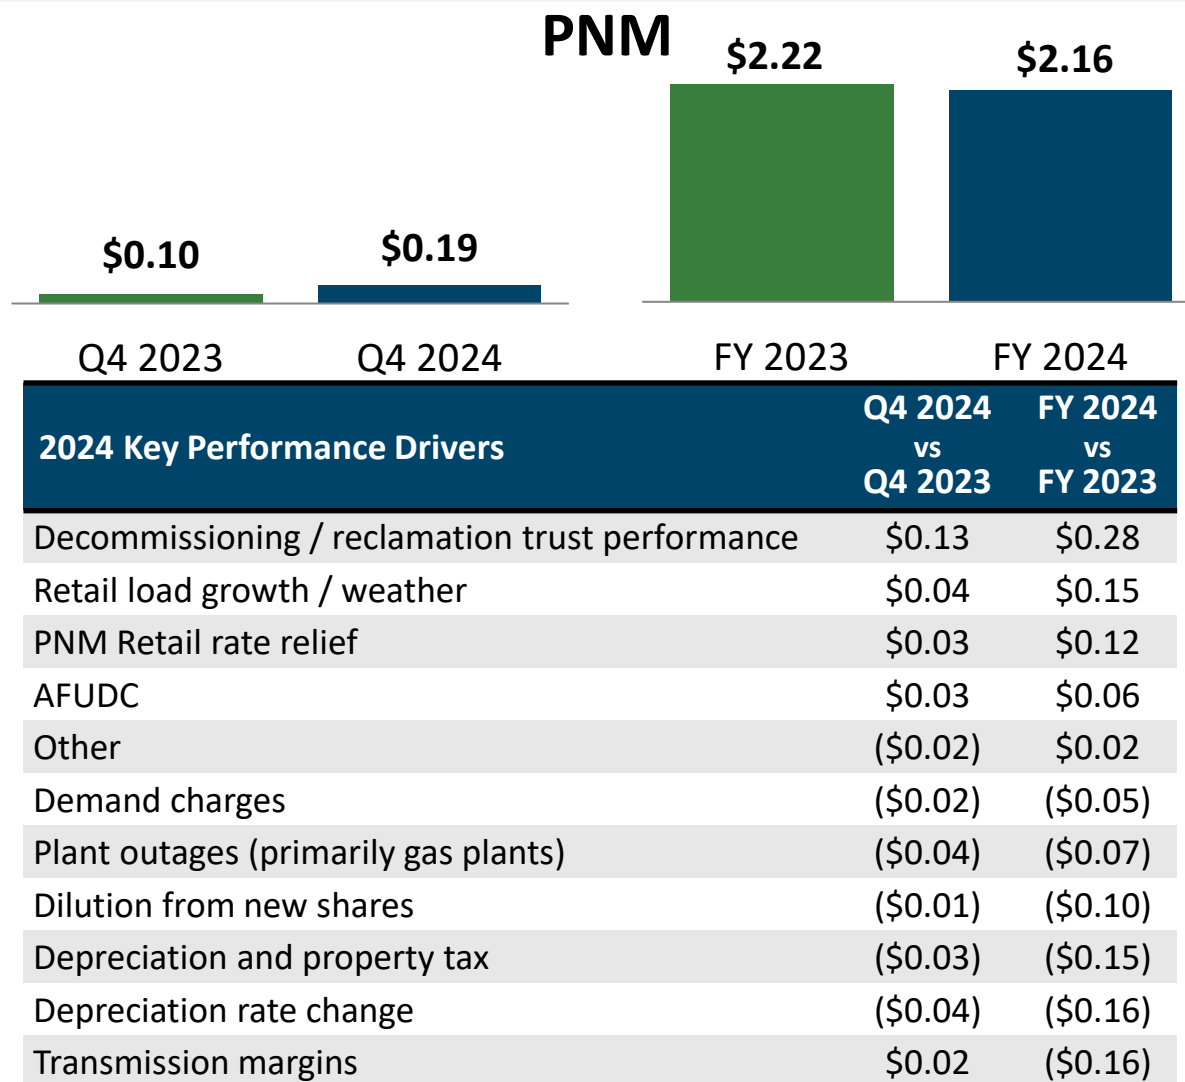 PNM
$2.22 $2.16
$0.10 $0.19
Q4 2023 Q4 2024 FY 2023 FY 2024
2024 Key Performance Drivers Q4 2024 vs Q4 2023 FY 2024 vs FY 2023
Decommissioning / reclamation trust performance $0.13 $0.28
Retail load growth / weather $0.04 $0.15
PNM Retail rate relief $0.03 $0.12
AFUDC $0.03 $0.06
Other ($0.02) $0.02
Demand charges ($0.02) ($0.05)
Plant outages (primarily gas plants) ($0.04) ($0.07)
Dilution from new shares ($0.01) ($0.10)
Depreciation and property tax ($0.03) ($0.15)
Depreciation rate change ($0.04) ($0.16)
Transmission margins $0.02 ($0.16)